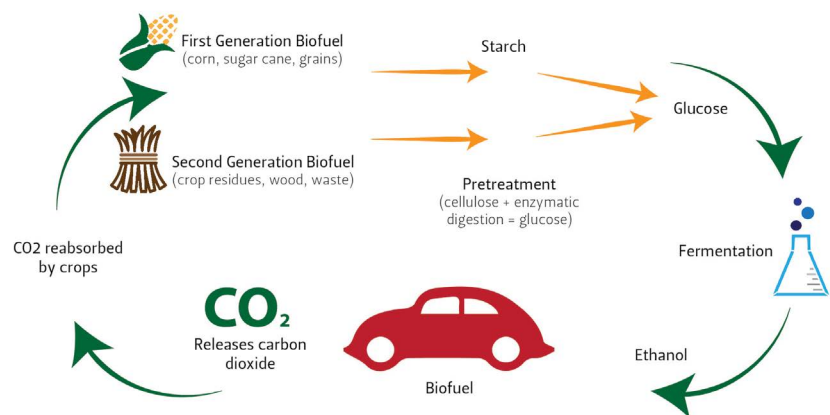 First Generation Biofuel
(corn, sugar cane, grains)
Starch
Glucose
Second Generation Biofuel
(crop residues, wood, waste)
Pretreatment
(cellulose + enzymatic
digestion = glucose)
Fermentation
CO2 reabsorbed
by crops
CO₂
Releases carbon
dioxide
Ethanol
Biofuel